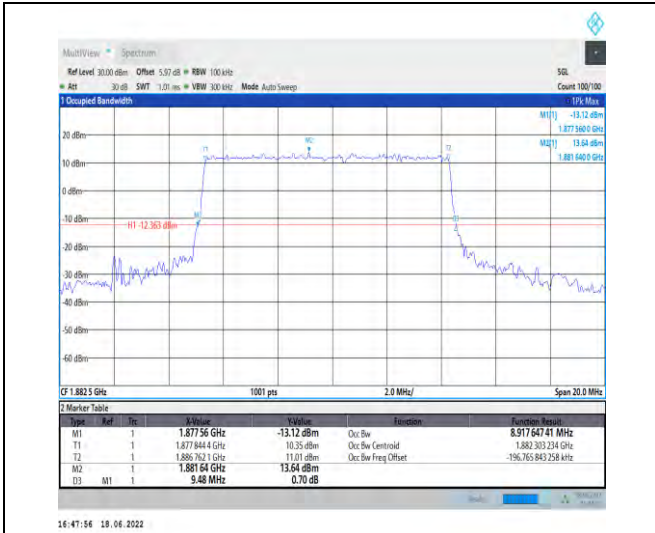 MultiView Spectrum
Ref Level 30.00 dBm Offset 5.97 dB RBW 100 kHz SGL
Att 30 dB SWT 1.01 ms VBW 300 kHz Mode Auto Sweep Count 100/100
1 Occupied Bandwidth 1Pk Max
M1[1] -13.12 dBm
1.877 560 0 GHz
M2[1] 13.64 dBm
1.881 640 0 GHz
20 dBm
T1 M2 T2
10 dBm
0 dBm
-10 dBm
M1 D3
H1 -12.363 dBm
-20 dBm
-30 dBm
-40 dBm
-50 dBm
-60 dBm
CF 1.882 5 GHz 1001 pts 2.0 MHz/ Span 20.0 MHz
2 Marker Table
Type Ref Trc X-Value Y-Value Function Function Result
M1 1 1.877 56 GHz -13.12 dBm Occ Bw 8.917 647 41 MHz
T1 1 1.877 844 4 GHz 10.35 dBm Occ Bw Centroid 1.882 303 234 GHz
T2 1 1.886 762 1 GHz 11.01 dBm Occ Bw Freq Offset -196.765 843 258 kHz
M2 1 1.881 64 GHz 13.64 dBm
D3 M1 1 9.48 MHz 0.70 dB
16:47:56 18.06.2022